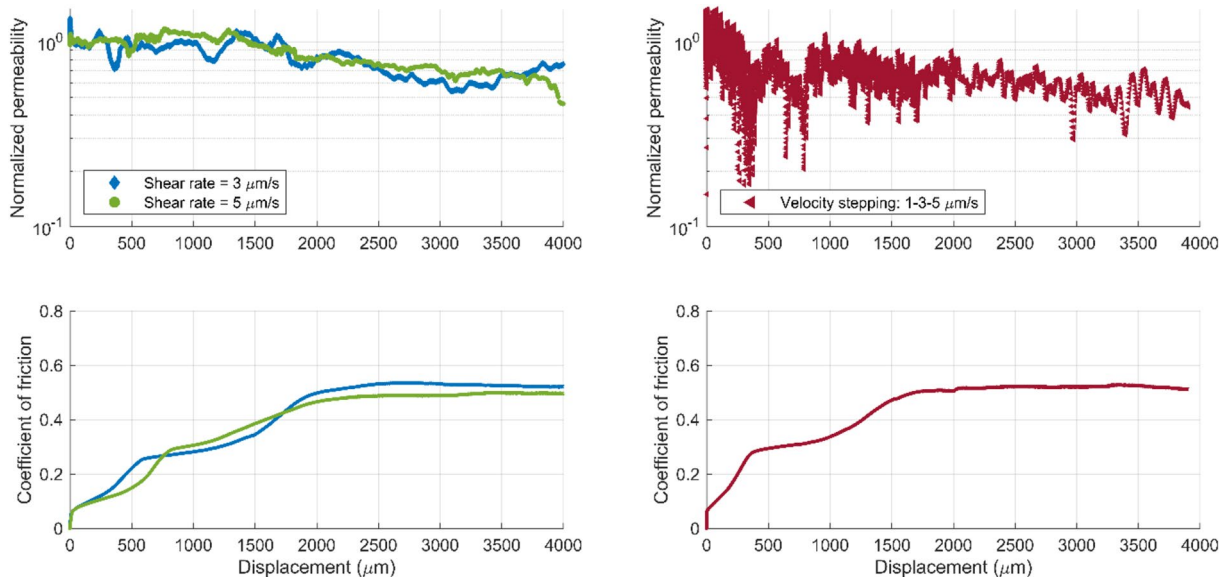 Normalized permeability
10⁰
10⁻¹
Shear rate = 3 μm/s
Shear rate = 5 μm/s
0 500 1000 1500 2000 2500 3000 3500 4000
Normalized permeability
10⁰
10⁻¹
Velocity stepping: 1-3-5 μm/s
0 500 1000 1500 2000 2500 3000 3500 4000
Coefficient of friction
0.8
0.6
0.4
0.2
0
0 500 1000 1500 2000 2500 3000 3500 4000
Displacement (μm)
Coefficient of friction
0.8
0.6
0.4
0.2
0
0 500 1000 1500 2000 2500 3000 3500 4000
Displacement (μm)